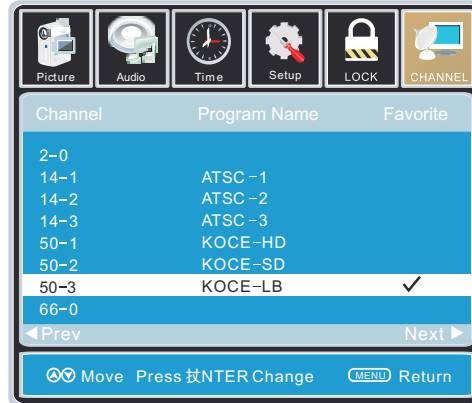 Picture Audio Time Setup LOCK CHANNEL
Channel Program Name Favorite
2-0
14-1 ATSC-1
14-2 ATSC-2
14-3 ATSC-3
50-1 KOCE-HD
50-2 KOCE-SD
50-3 KOCE-LB ✓
66-0
◀Prev Next▶
Move Press 扙NTER Change MENU Return